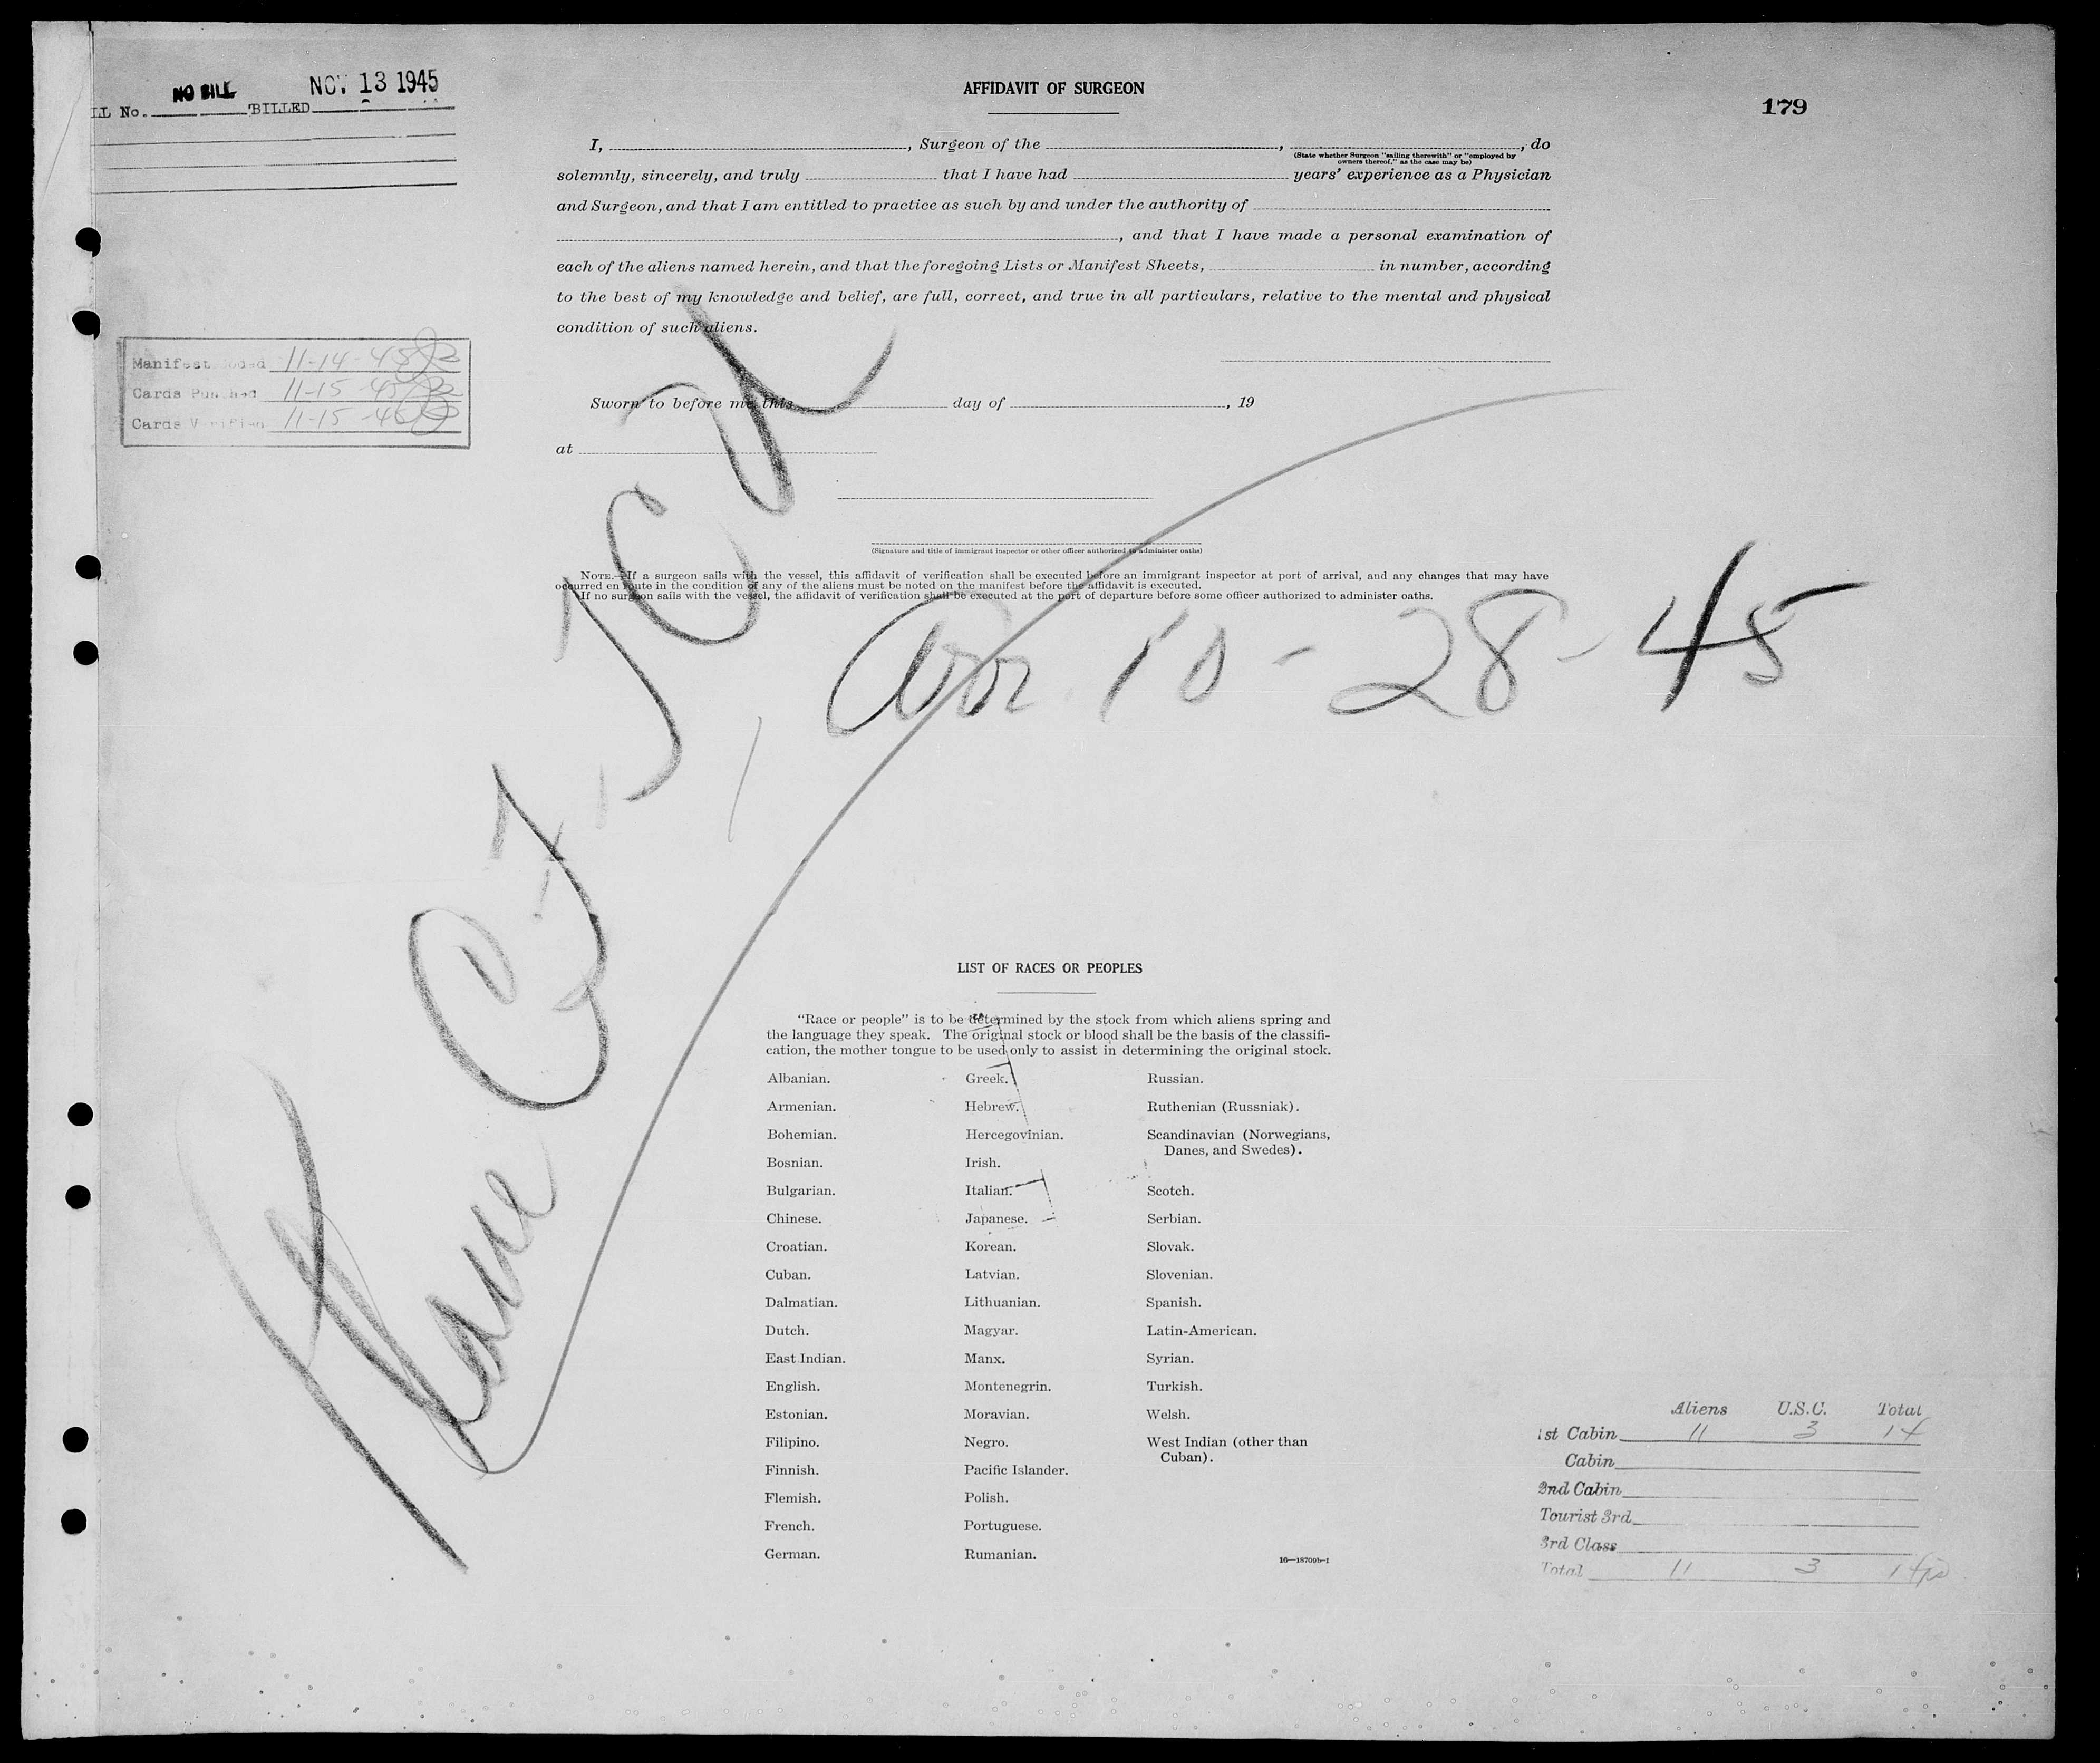 NO BILL NOV 13 1945
LL No. BILLED
AFFIDAVIT OF SURGEON
179
I, , Surgeon of the , , do
(State whether Surgeon "sailing therewith" or "employed by
owners thereof," as the case may be)
solemnly, sincerely, and truly that I have had years' experience as a Physician
and Surgeon, and that I am entitled to practice as such by and under the authority of
, and that I have made a personal examination of
each of the aliens named herein, and that the foregoing Lists or Manifest Sheets, in number, according
to the best of my knowledge and belief, are full, correct, and true in all particulars, relative to the mental and physical
condition of such aliens.
Manifest Coded 11-14-45
Cards Punched 11-15-45
Cards Verified 11-15-45
Sworn to before me this day of , 19
at
(Signature and title of immigrant inspector or other officer authorized to administer oaths)
NOTE.—If a surgeon sails with the vessel, this affidavit of verification shall be executed before an immigrant inspector at port of arrival, and any changes that may have
occurred en route in the condition of any of the aliens must be noted on the manifest before the affidavit is executed.
If no surgeon sails with the vessel, the affidavit of verification shall be executed at the port of departure before some officer authorized to administer oaths.
Plane
Arr 10-28-45
LIST OF RACES OR PEOPLES
"Race or people" is to be determined by the stock from which aliens spring and
the language they speak. The original stock or blood shall be the basis of the classifi-
cation, the mother tongue to be used only to assist in determining the original stock.
Albanian.
Armenian.
Bohemian.
Bosnian.
Bulgarian.
Chinese.
Croatian.
Cuban.
Dalmatian.
Dutch.
East Indian.
English.
Estonian.
Filipino.
Finnish.
Flemish.
French.
German.
Greek.
Hebrew.
Hercegovinian.
Irish.
Italian.
Japanese.
Korean.
Latvian.
Lithuanian.
Magyar.
Manx.
Montenegrin.
Moravian.
Negro.
Pacific Islander.
Polish.
Portuguese.
Rumanian.
Russian.
Ruthenian (Russniak).
Scandinavian (Norwegians,
Danes, and Swedes).
Scotch.
Serbian.
Slovak.
Slovenian.
Spanish.
Latin-American.
Syrian.
Turkish.
Welsh.
West Indian (other than
Cuban).
16—18709b-1
Aliens U.S.C. Total
1st Cabin 11 3 14
Cabin
2nd Cabin
Tourist 3rd
3rd Class
Total 11 3 14